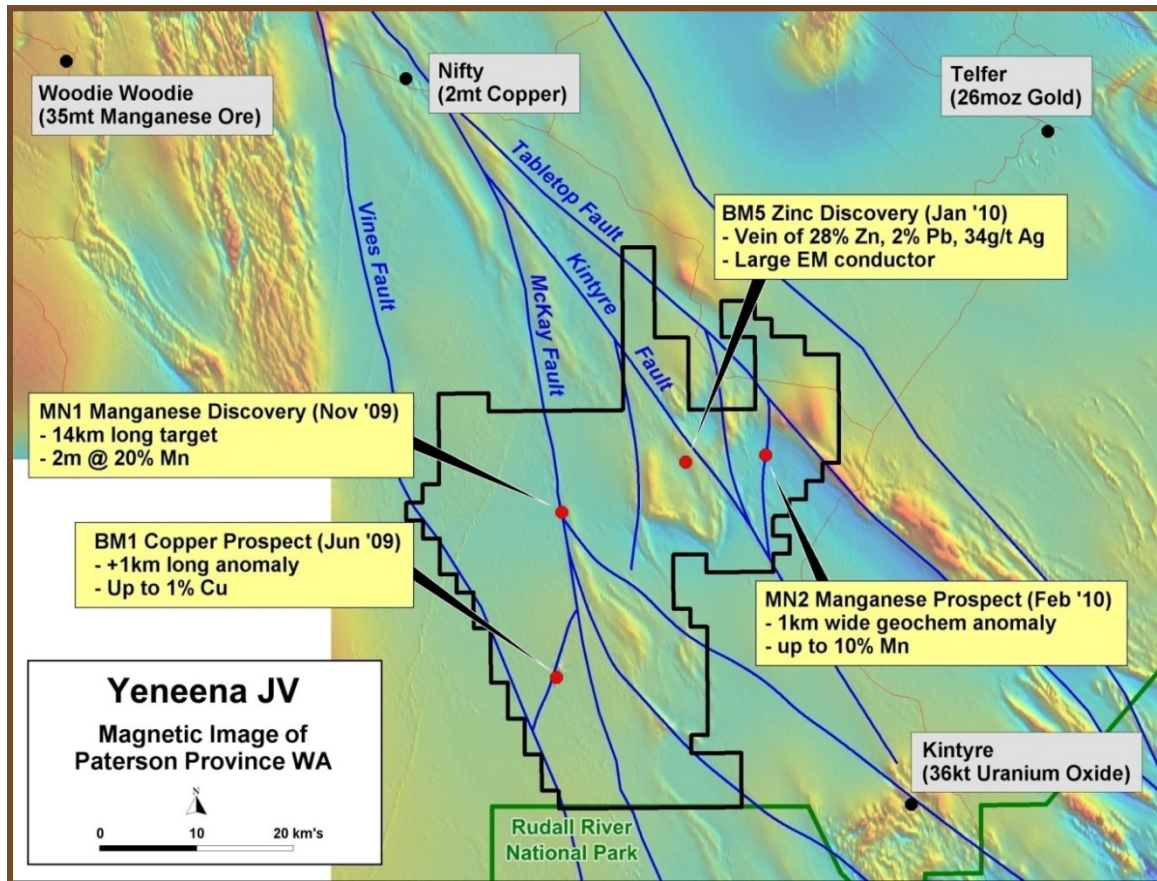 Woodie Woodie
(35mt Manganese Ore)
Nifty
(2mt Copper)
Telfer
(26moz Gold)
Vines Fault
Tabletop Fault
McKay Fault
Kintyre
Fault
BM5 Zinc Discovery (Jan '10)
- Vein of 28% Zn, 2% Pb, 34g/t Ag
- Large EM conductor
MN1 Manganese Discovery (Nov '09)
- 14km long target
- 2m @ 20% Mn
BM1 Copper Prospect (Jun '09)
- +1km long anomaly
- Up to 1% Cu
MN2 Manganese Prospect (Feb '10)
- 1km wide geochem anomaly
- up to 10% Mn
Yeneena JV
Magnetic Image of
Paterson Province WA
N
0 10 20 km's
Kintyre
(36kt Uranium Oxide)
Rudall River
National Park